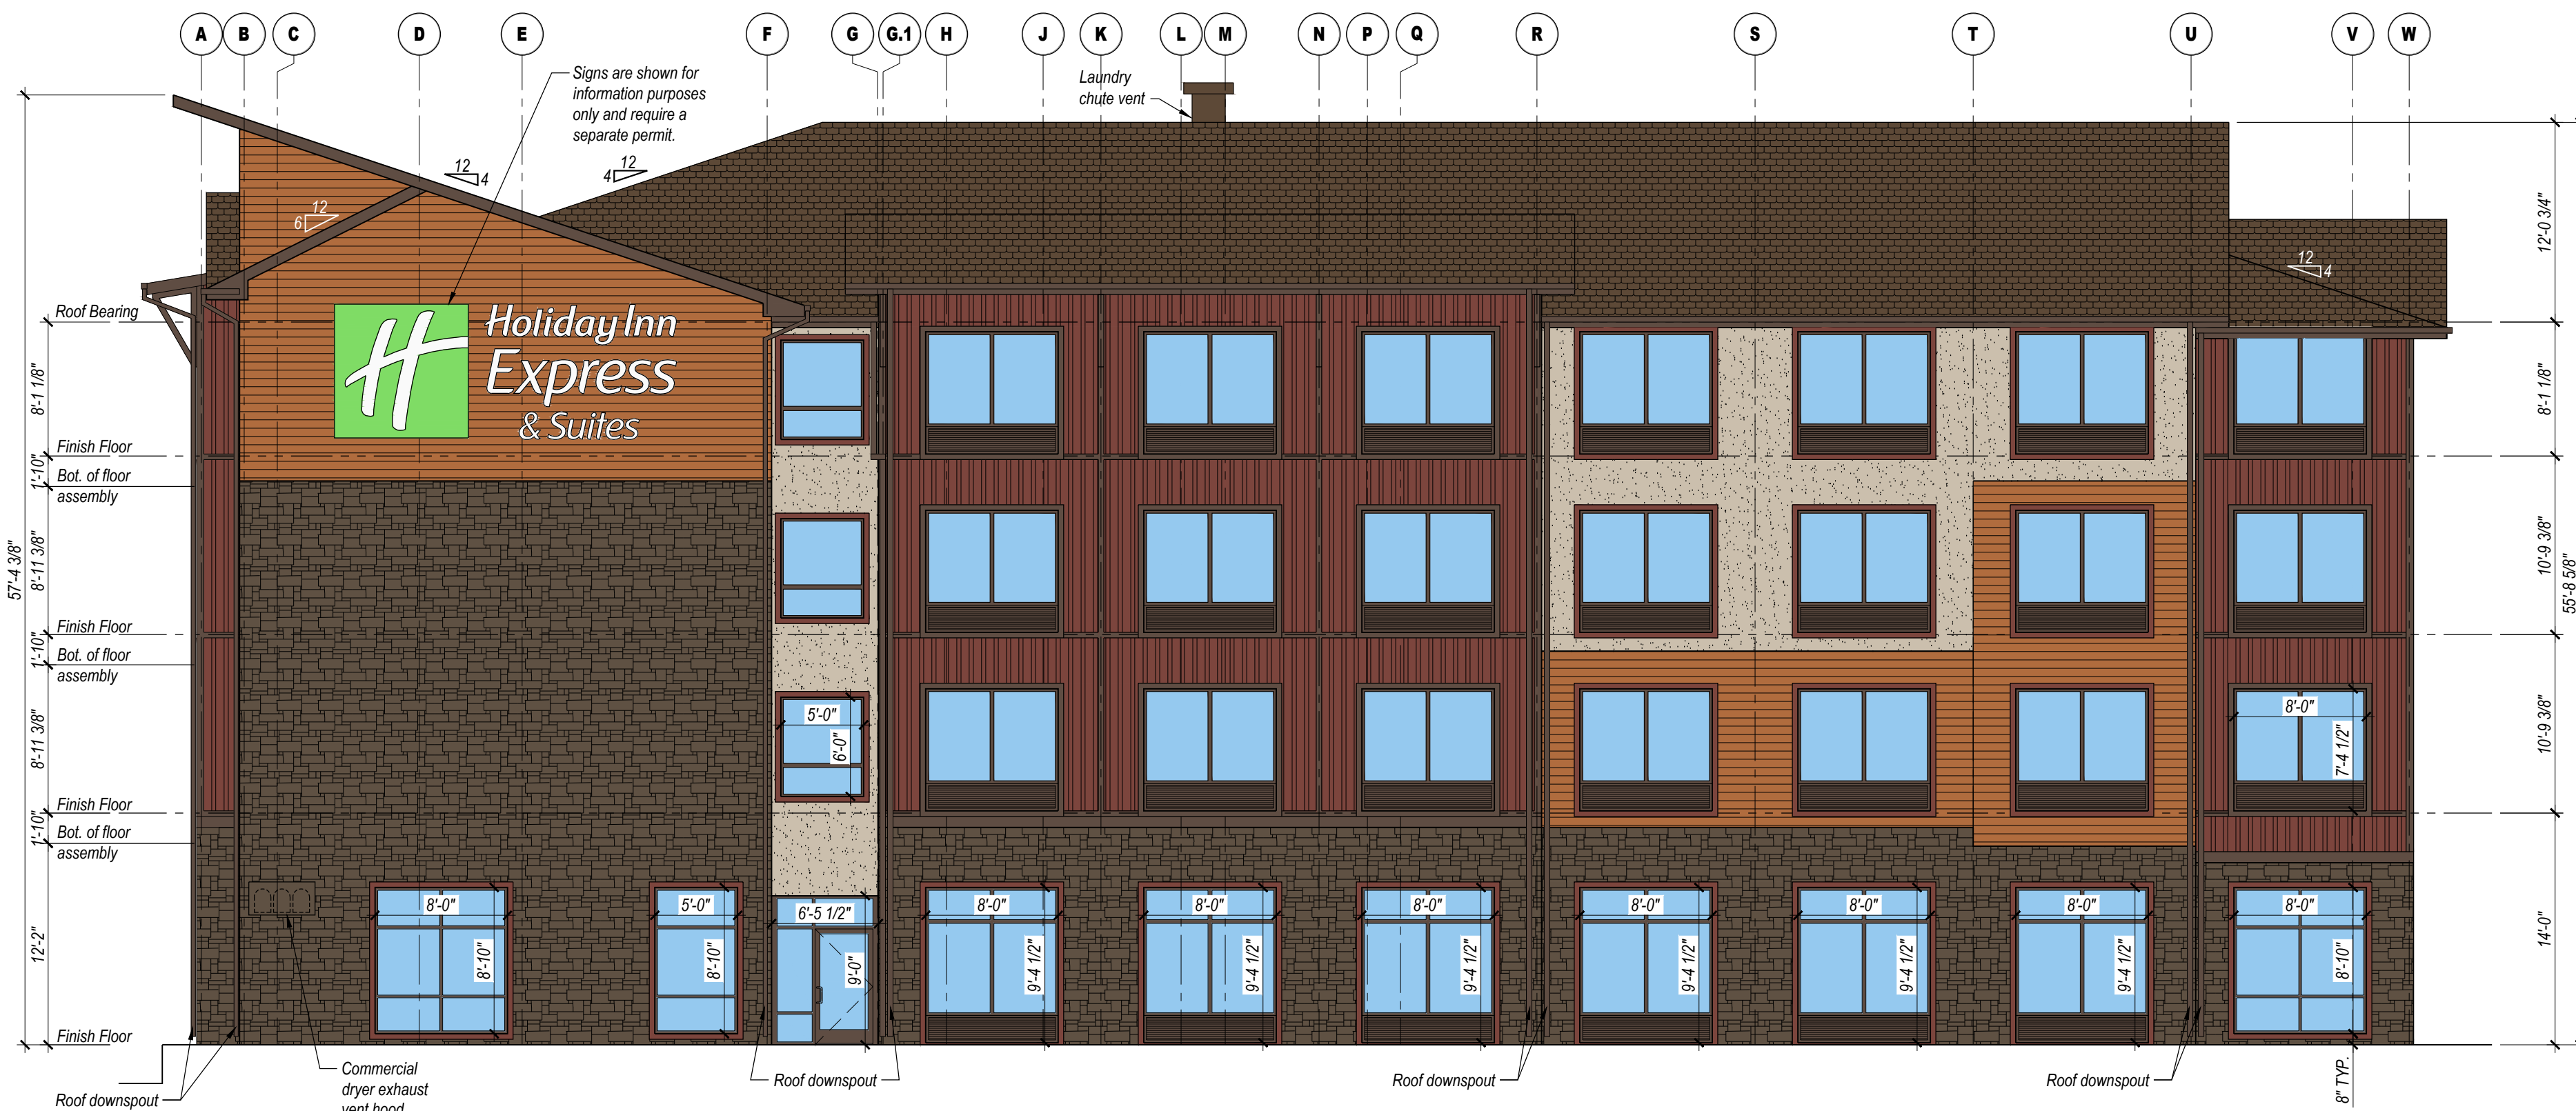 A B C D E F G G.1 H J K L M N P Q R S T U V W
Signs are shown for
information purposes
only and require a
separate permit.
Laundry
chute vent
12
4
12
4
12
6
12
4
Holiday Inn
Express
& Suites
Roof Bearing
Finish Floor
Bot. of floor
assembly
Finish Floor
Bot. of floor
assembly
Finish Floor
Bot. of floor
assembly
Finish Floor
57'-4 3/8"
8'-1 1/8"
1'-10"
8'-11 3/8"
1'-10"
8'-11 3/8"
1'-10"
12'-2"
5'-0"
6'-0"
8'-0"
7'-4 1/2"
8'-0"
8'-10"
5'-0"
8'-10"
6'-5 1/2"
9'-0"
8'-0"
9'-4 1/2"
8'-0"
9'-4 1/2"
8'-0"
9'-4 1/2"
8'-0"
9'-4 1/2"
8'-0"
9'-4 1/2"
8'-0"
9'-4 1/2"
8'-0"
8'-10"
8" TYP.
12'-0 3/4"
8'-1 1/8"
10'-9 3/8"
10'-9 3/8"
14'-0"
55'-8 5/8"
Roof downspout
Commercial
dryer exhaust
vent hood
Roof downspout
Roof downspout
Roof downspout